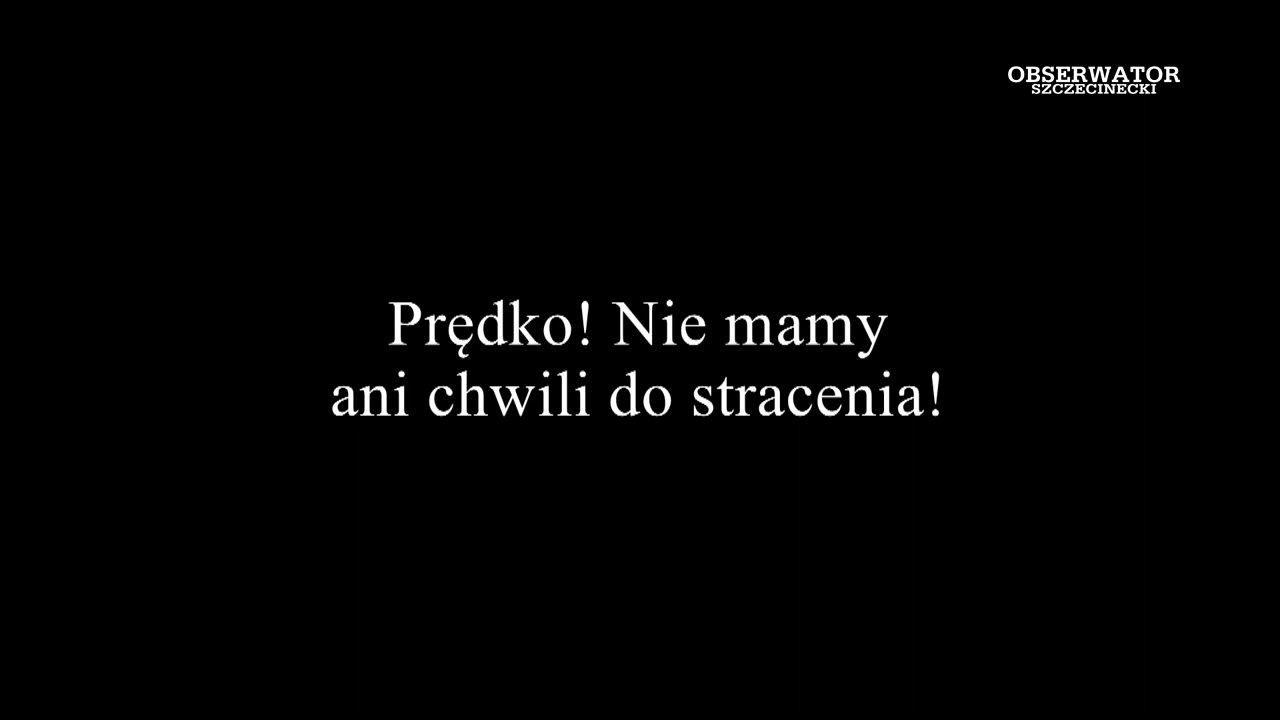 OBSERWATOR
SZCZECINECKI
Prędko! Nie mamy
ani chwili do stracenia!